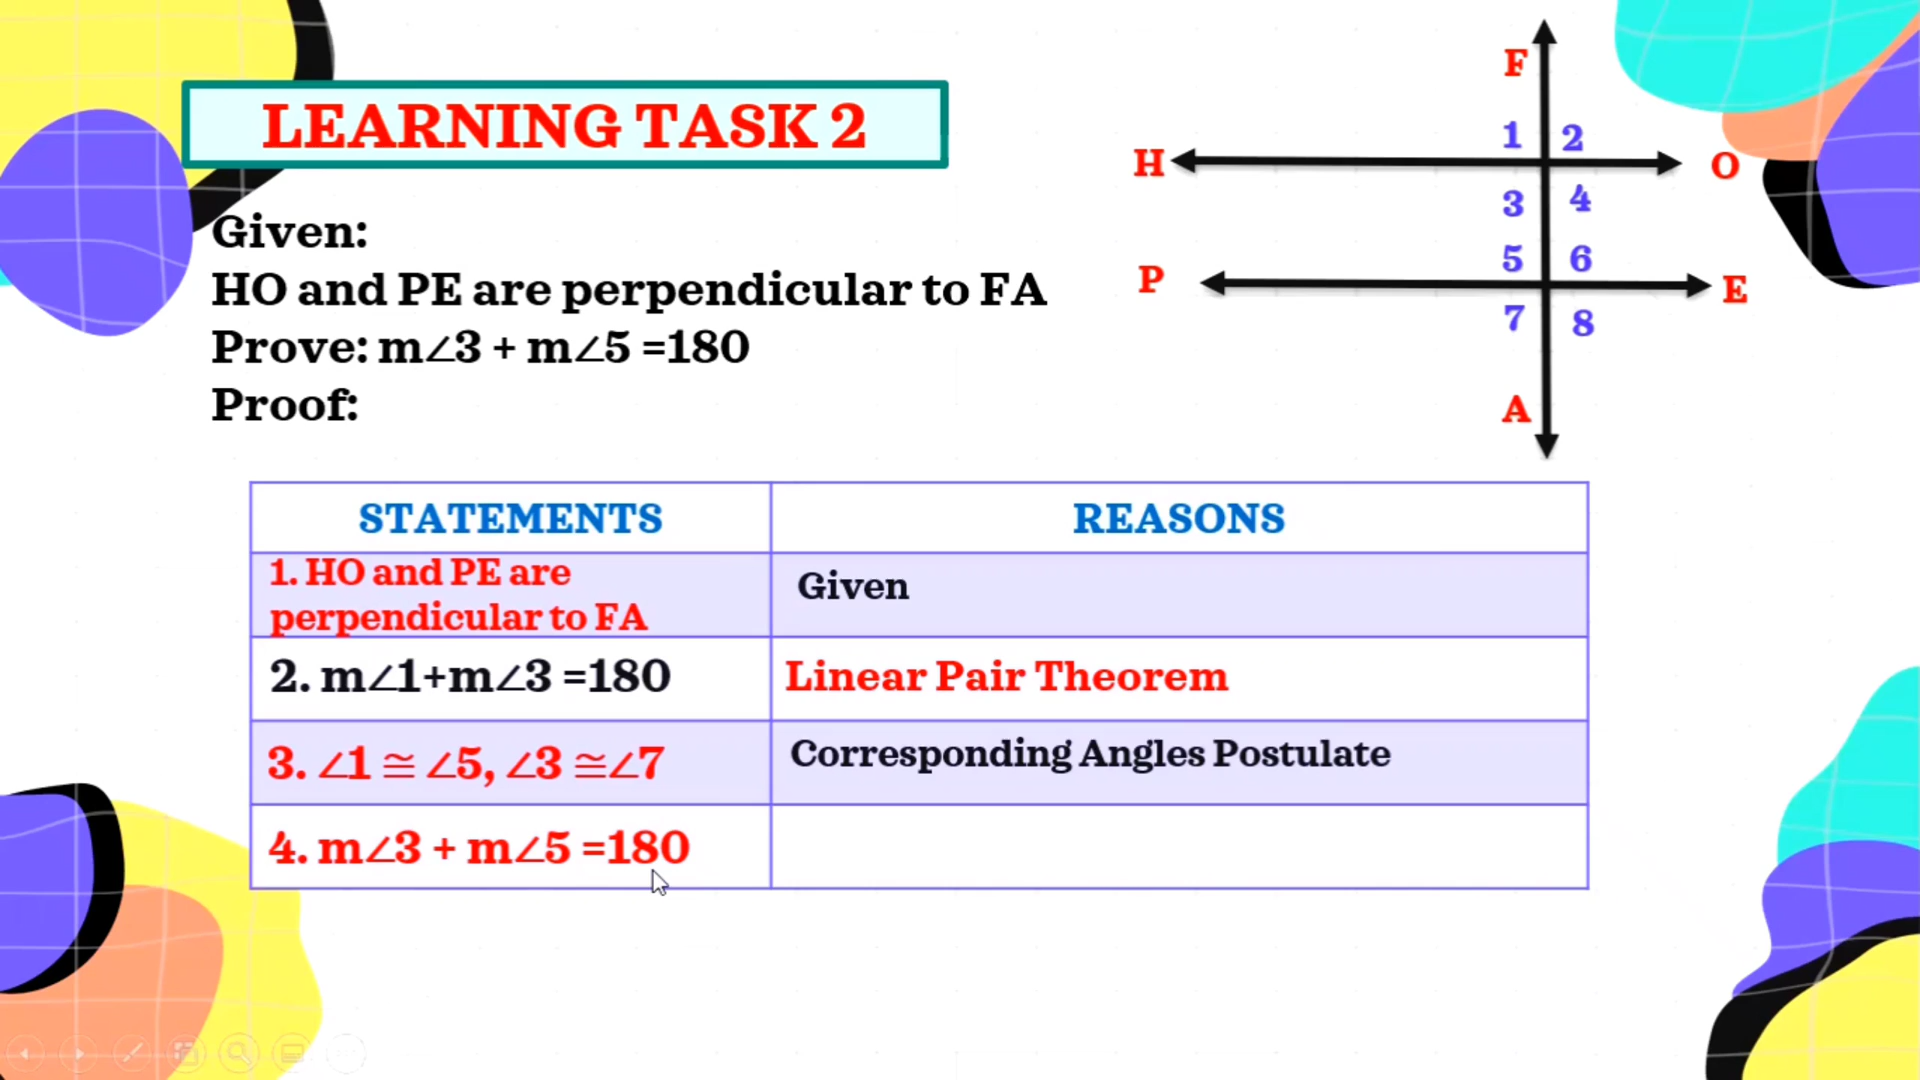 LEARNING TASK 2
Given:
HO and PE are perpendicular to FA
Prove: m∠3 + m∠5 =180
Proof:
F
1 2
H O
3 4
5 6
P E
7 8
A
STATEMENTS REASONS
1. HO and PE are
perpendicular to FA
Given
2. m∠1+m∠3 =180 Linear Pair Theorem
3. ∠1 ≅ ∠5, ∠3 ≅∠7 Corresponding Angles Postulate
4. m∠3 + m∠5 =180